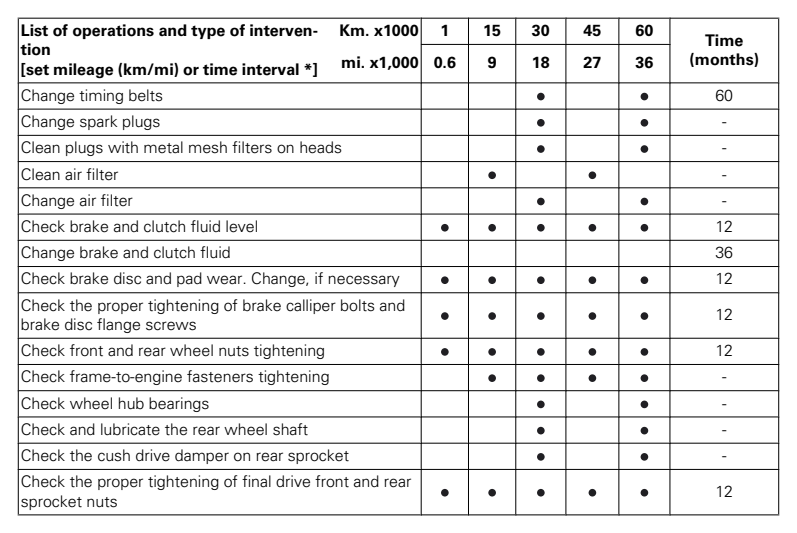 List of operations and type of interven- Km. x1000 1 15 30 45 60 Time
tion
[set mileage (km/mi) or time interval *] mi. x1,000 0.6 9 18 27 36 (months)
Change timing belts ● ● 60
Change spark plugs ● ● -
Clean plugs with metal mesh filters on heads ● ● -
Clean air filter ● ● -
Change air filter ● ● -
Check brake and clutch fluid level ● ● ● ● ● 12
Change brake and clutch fluid 36
Check brake disc and pad wear. Change, if necessary ● ● ● ● ● 12
Check the proper tightening of brake calliper bolts and
brake disc flange screws ● ● ● ● ● 12
Check front and rear wheel nuts tightening ● ● ● ● ● 12
Check frame-to-engine fasteners tightening ● ● ● ● -
Check wheel hub bearings ● ● -
Check and lubricate the rear wheel shaft ● ● -
Check the cush drive damper on rear sprocket ● ● -
Check the proper tightening of final drive front and rear
sprocket nuts ● ● ● ● ● 12